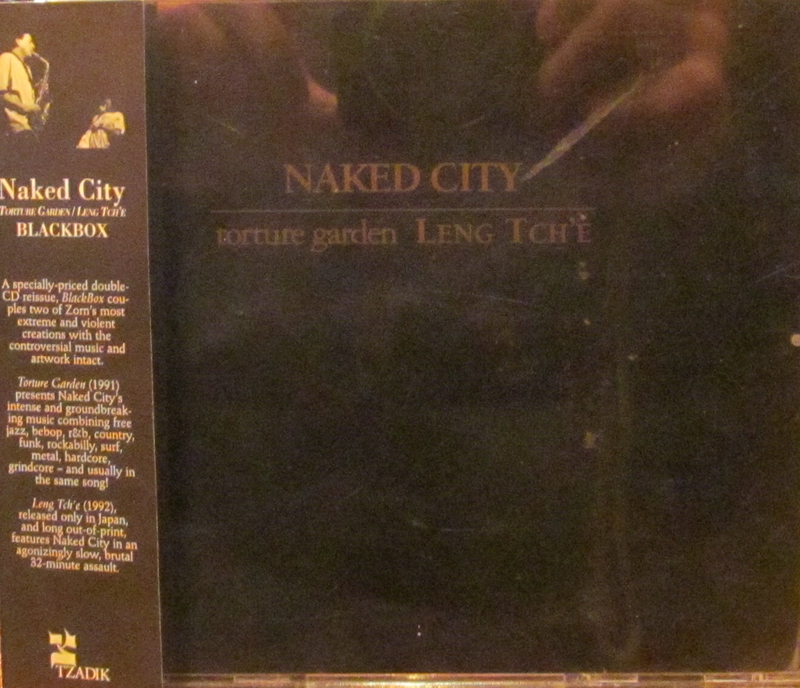 Naked City
TORTURE GARDEN / LENG TCH'E
BLACKBOX
A specially-priced double-
CD reissue, BlackBox cou-
ples two of Zorn's most
extreme and violent
creations with the
controversial music and
artwork intact.
Torture Garden (1991)
presents Naked City's
intense and groundbreak-
ing music combining free
jazz, bebop, r&b, country,
funk, rockabilly, surf,
metal, hardcore,
grindcore – and usually in
the same song!
Leng Tch'e (1992),
released only in Japan,
and long out-of-print,
features Naked City in an
agonizingly slow, brutal
32-minute assault.
TZADIK
NAKED CITY
torture garden LENG TCH'E